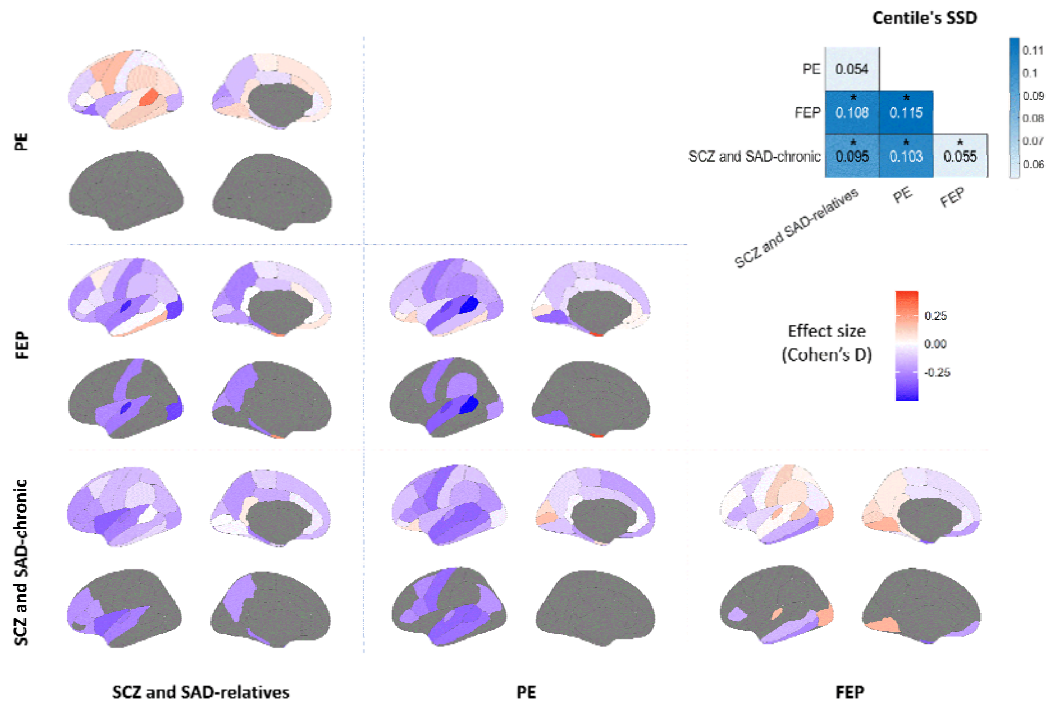 Centile's SSD
PE
0.054
FEP
*
0.108
*
0.115
SCZ and SAD-chronic
*
0.095
*
0.103
*
0.055
SCZ and SAD-relatives
PE
FEP
0.11
0.1
0.09
0.08
0.07
0.06
PE
FEP
Effect size
(Cohen's D)
0.25
0.00
-0.25
SCZ and SAD-chronic
SCZ and SAD-relatives
PE
FEP